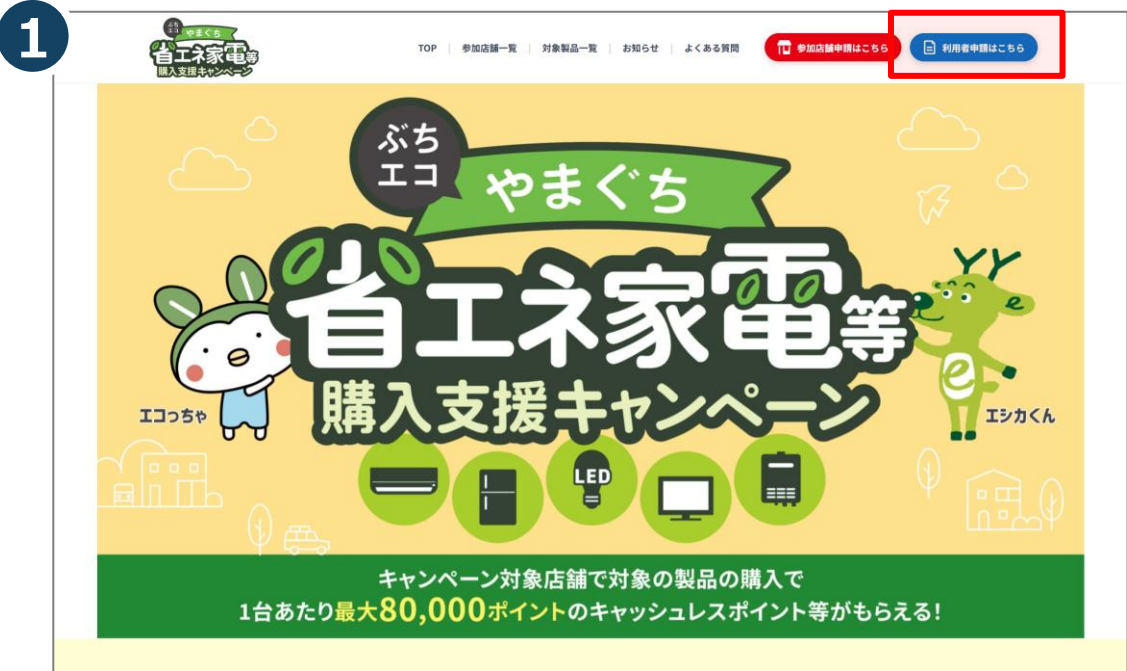 1
ぶち
エコ
やまぐち
省エネ家電等
購入支援キャンペーン
TOP
参加店舗一覧
対象製品一覧
お知らせ
よくある質問
参加店舗申請はこちら
利用者申請はこちら
ぶち
エコ
やまぐち
省エネ家電等
購入支援キャンペーン
エコっちゃ
e
e
エシカくん
LED
キャンペーン対象店舗で対象の製品の購入で
1台あたり最大80,000ポイントのキャッシュレスポイント等がもらえる!